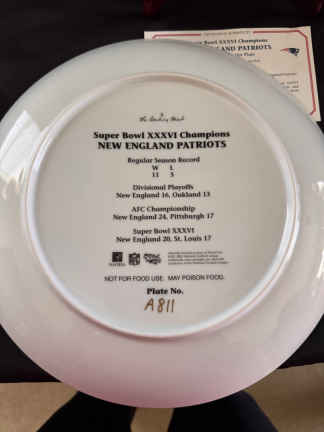 The Danbury Mint
Super Bowl XXXVI Champions
NEW ENGLAND PATRIOTS
Regular Season Record
W L
11 5
Divisional Playoffs
New England 16, Oakland 13
AFC Championship
New England 24, Pittsburgh 17
Super Bowl XXXVI
New England 20, St. Louis 17
NOT FOR FOOD USE. MAY POISON FOOD.
Plate No.
A811
Bowl XXXVI Champions
ENGLAND PATRIOTS